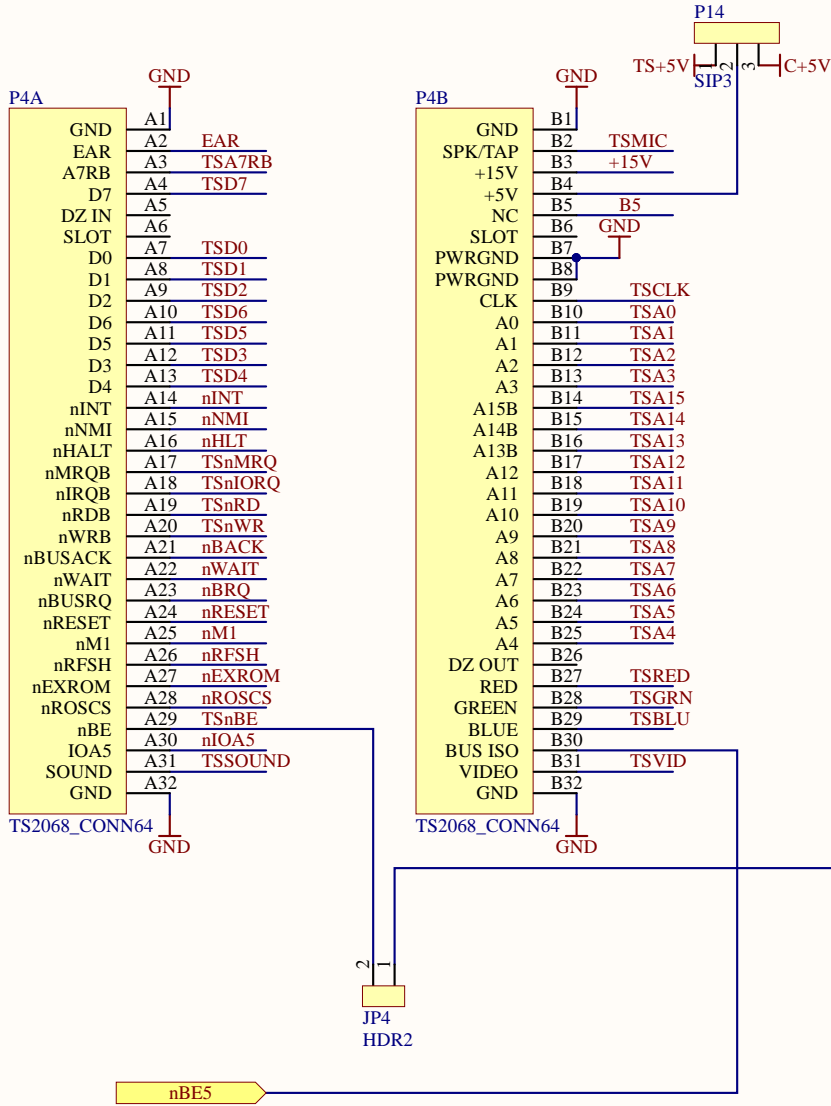 P14
TS+5V 1 2 3 C+5V
SIP3
GND GND
P4A
GND A1
EAR A2 EAR
A7RB A3 TSA7RB
D7 A4 TSD7
DZ IN A5
SLOT A6
D0 A7 TSD0
D1 A8 TSD1
D2 A9 TSD2
D6 A10 TSD6
D5 A11 TSD5
D3 A12 TSD3
D4 A13 TSD4
nINT A14 nINT
nNMI A15 nNMI
nHALT A16 nHLT
nMRQB A17 TSnMRQ
nIRQB A18 TSnIORQ
nRDB A19 TSnRD
nWRB A20 TSnWR
nBUSACK A21 nBACK
nWAIT A22 nWAIT
nBUSRQ A23 nBRQ
nRESET A24 nRESET
nM1 A25 nM1
nRFSH A26 nRFSH
nEXROM A27 nEXROM
nROSCS A28 nROSCS
nBE A29 TSnBE
IOA5 A30 nIOA5
SOUND A31 TSSOUND
GND A32
TS2068_CONN64
GND
P4B
GND B1
SPK/TAP B2 TSMIC
+15V B3 +15V
+5V B4
NC B5 B5
SLOT B6 GND
PWRGND B7
PWRGND B8
CLK B9 TSCLK
A0 B10 TSA0
A1 B11 TSA1
A2 B12 TSA2
A3 B13 TSA3
A15B B14 TSA15
A14B B15 TSA14
A13B B16 TSA13
A12 B17 TSA12
A11 B18 TSA11
A10 B19 TSA10
A9 B20 TSA9
A8 B21 TSA8
A7 B22 TSA7
A6 B23 TSA6
A5 B24 TSA5
A4 B25 TSA4
DZ OUT B26
RED B27 TSRED
GREEN B28 TSGRN
BLUE B29 TSBLU
BUS ISO B30
VIDEO B31 TSVID
GND B32
TS2068_CONN64
GND
2 1
JP4
HDR2
nBE5